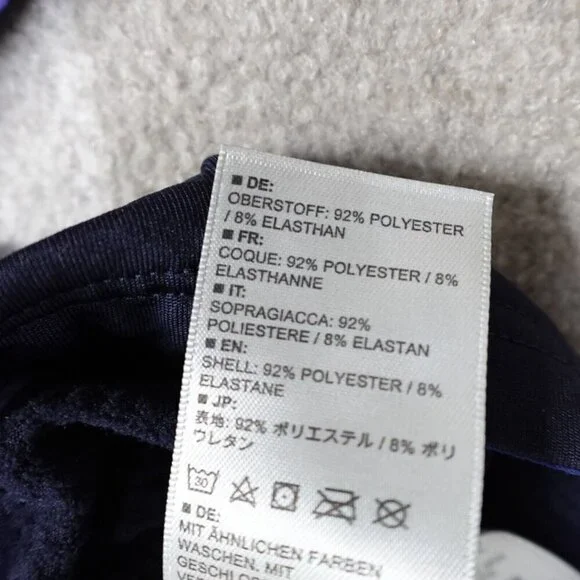 ■ DE:
OBERSTOFF: 92% POLYESTER
/ 8% ELASTHAN
■ FR:
COQUE: 92% POLYESTER / 8%
ELASTHANNE
■ IT:
SOPRAGIACCA: 92%
POLIESTERE / 8% ELASTAN
■ EN:
SHELL: 92% POLYESTER / 8%
ELASTANE
■ JP:
表地: 92% ポリエステル / 8% ポリ
ウレタン
30
■ DE:
MIT ÄHNLICHEN FARBEN
WASCHEN. MIT